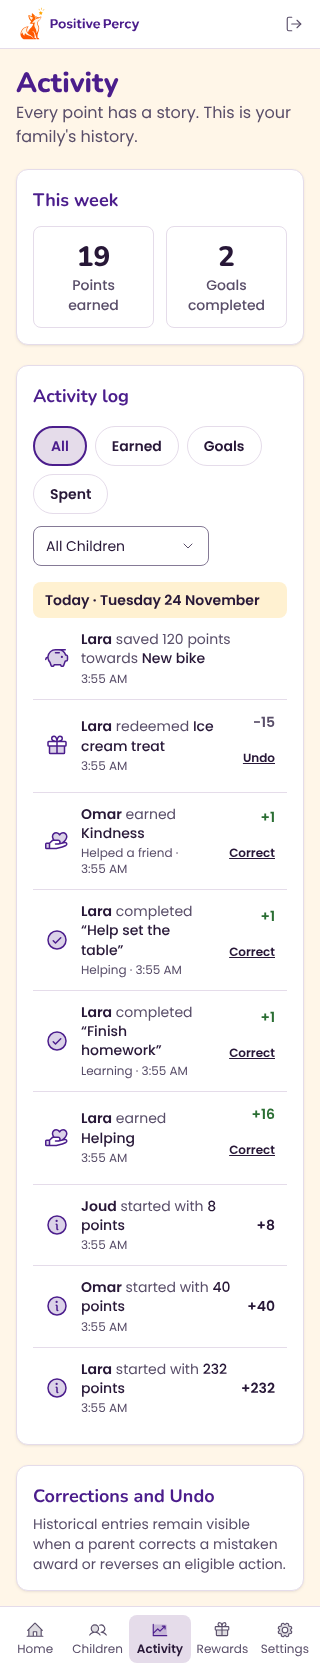 Positive Percy
Activity
Every point has a story. This is your
family's history.
This week
19
Points
earned
2
Goals
completed
Activity log
All
Earned
Goals
Spent
All Children
Today · Tuesday 24 November
Lara saved 120 points
towards New bike
3:55 AM
Lara redeemed Ice
cream treat
3:55 AM
-15
Undo
Omar earned
Kindness
Helped a friend ·
3:55 AM
+1
Correct
Lara completed
“Help set the
table”
Helping · 3:55 AM
+1
Correct
Lara completed
“Finish
homework”
Learning · 3:55 AM
+1
Correct
Lara earned
Helping
3:55 AM
+16
Correct
Joud started with 8
points
3:55 AM
+8
Omar started with 40
points
3:55 AM
+40
Lara started with 232
points
3:55 AM
+232
Corrections and Undo
Historical entries remain visible
when a parent corrects a mistaken
award or reverses an eligible action.
Home
Children
Activity
Rewards
Settings